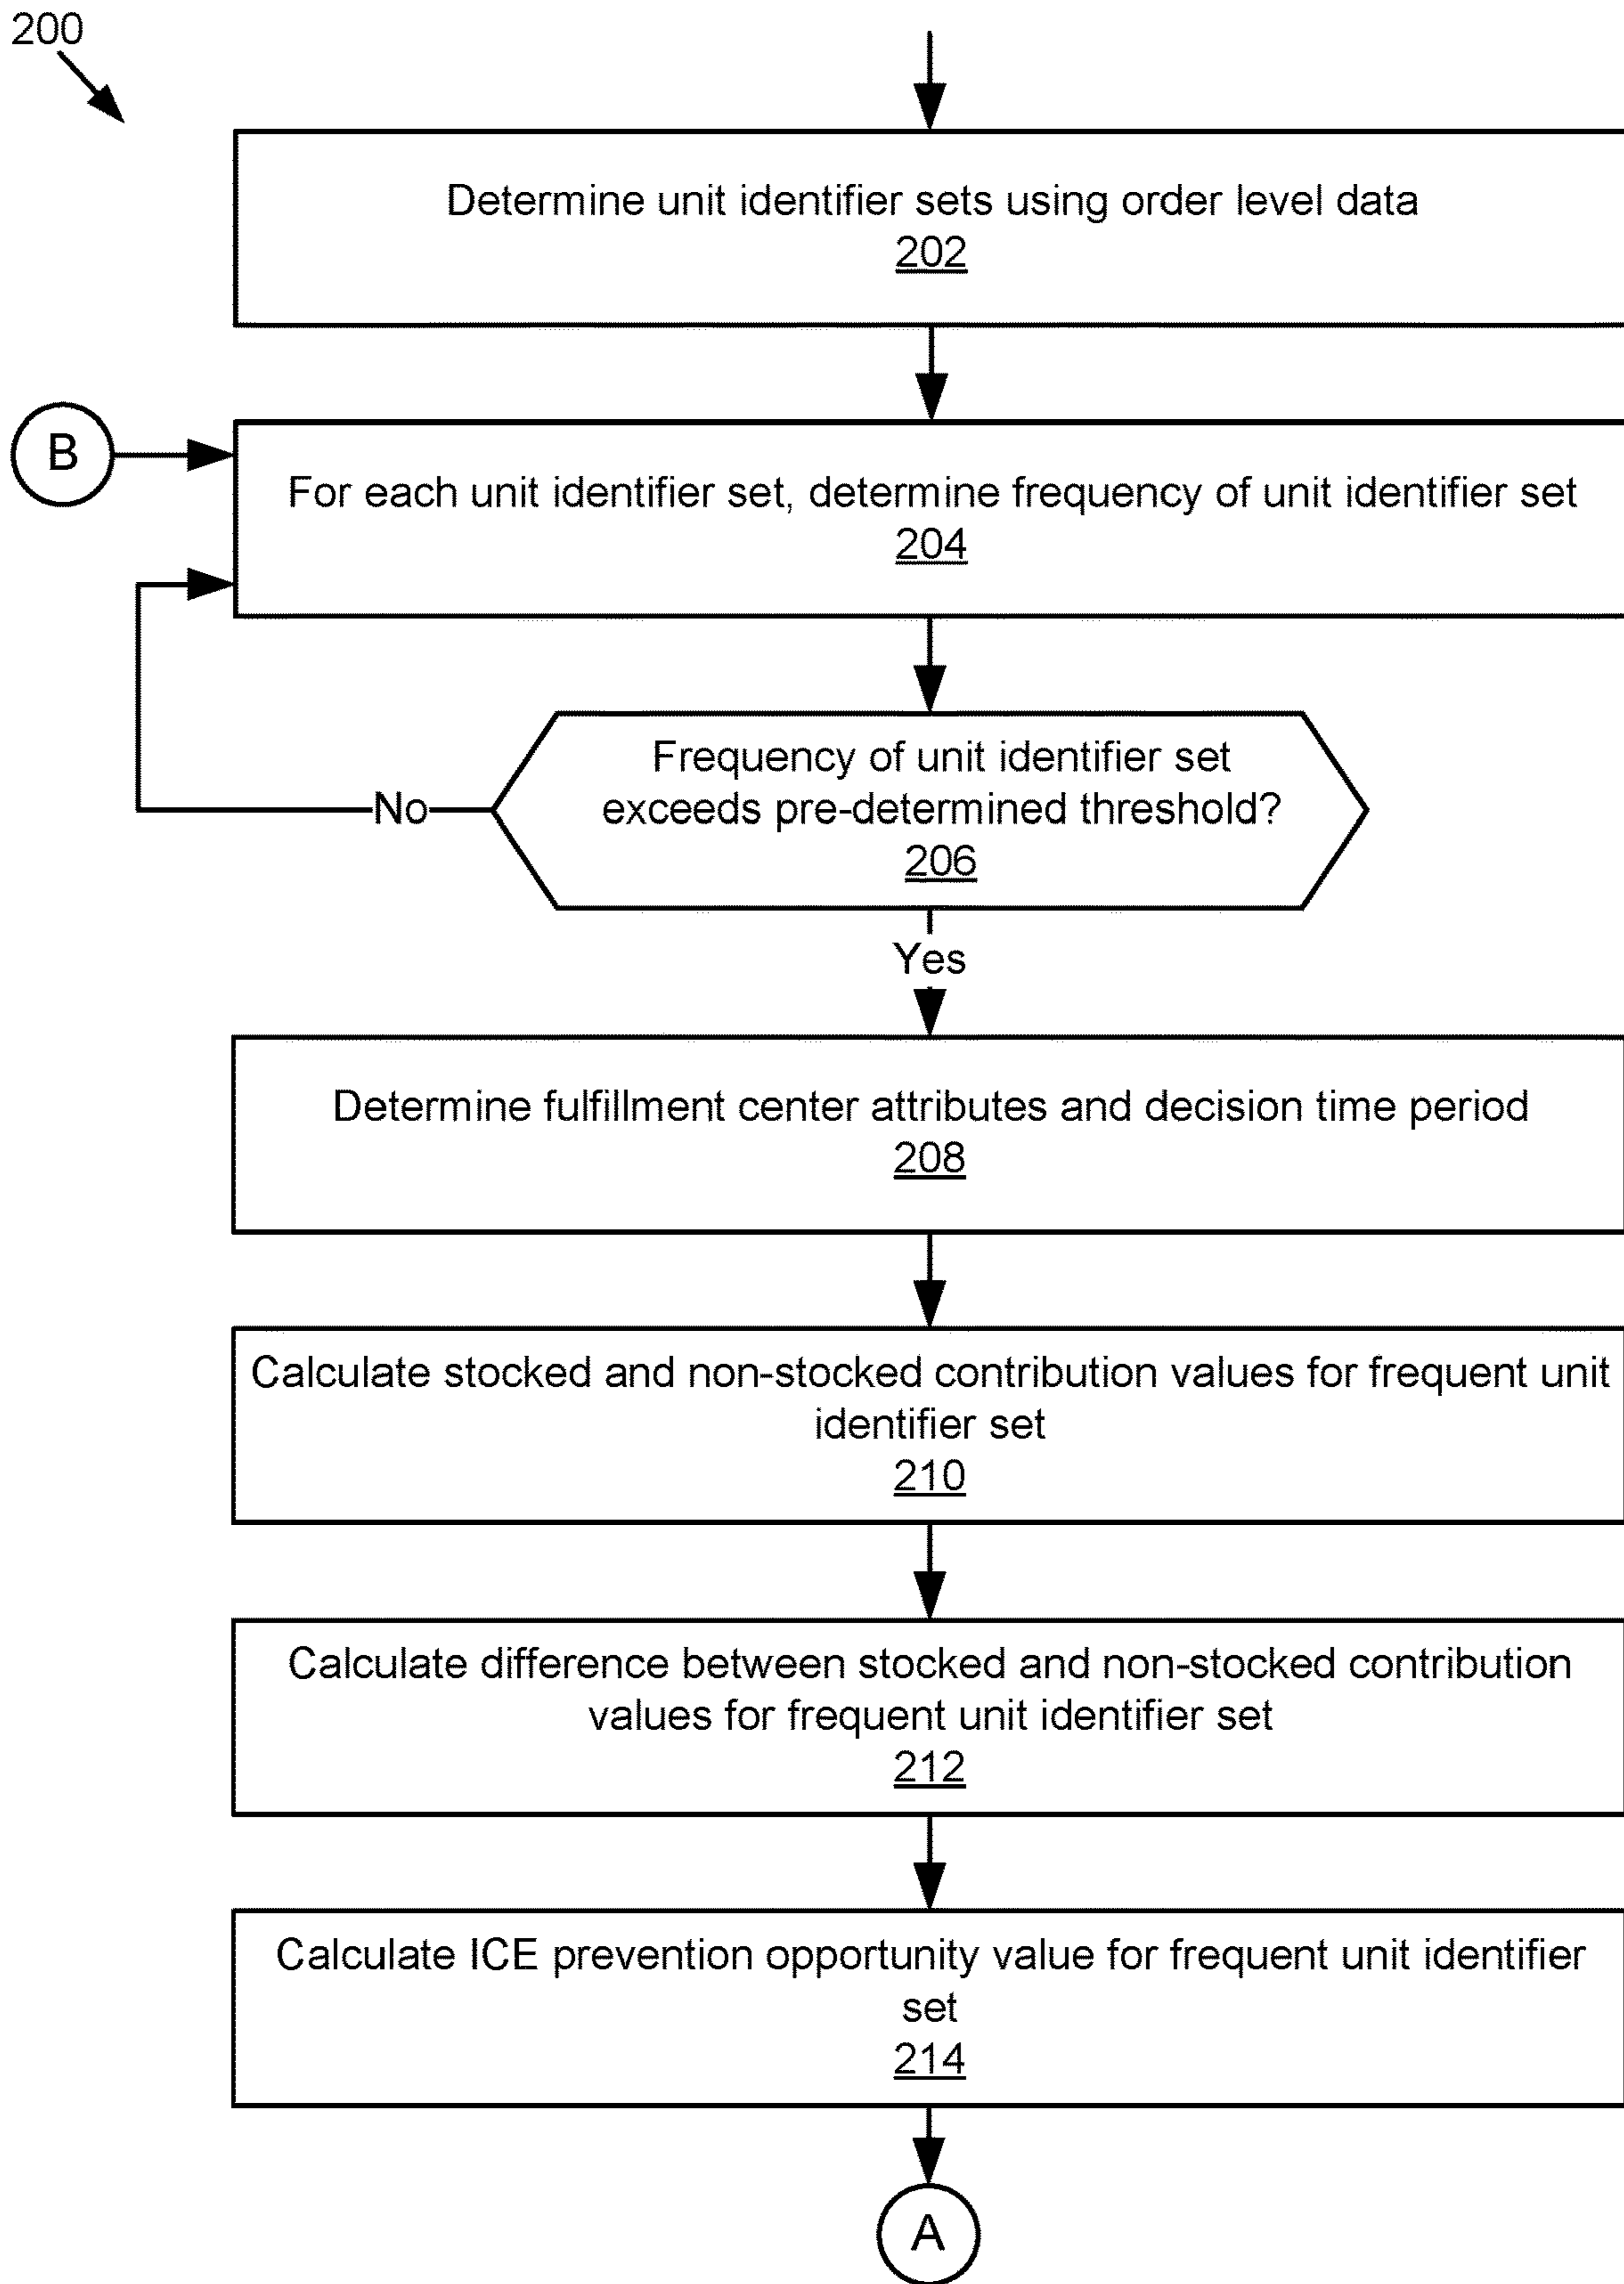 200
Determine unit identifier sets using order level data
202
B
For each unit identifier set, determine frequency of unit identifier set
204
Frequency of unit identifier set
exceeds pre-determined threshold?
206
No
Yes
Determine fulfillment center attributes and decision time period
208
Calculate stocked and non-stocked contribution values for frequent unit
identifier set
210
Calculate difference between stocked and non-stocked contribution
values for frequent unit identifier set
212
Calculate ICE prevention opportunity value for frequent unit identifier
set
214
A